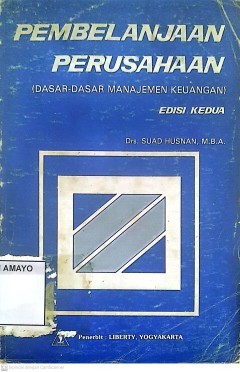 PEMBELANJAAN
PERUSAHAAN
(DASAR-DASAR MANAJEMEN KEUANGAN)
EDISI KEDUA
Drs. SUAD HUSNAN, M.B.A.
AMAYO
Penerbit : LIBERTY, YOGYAKARTA